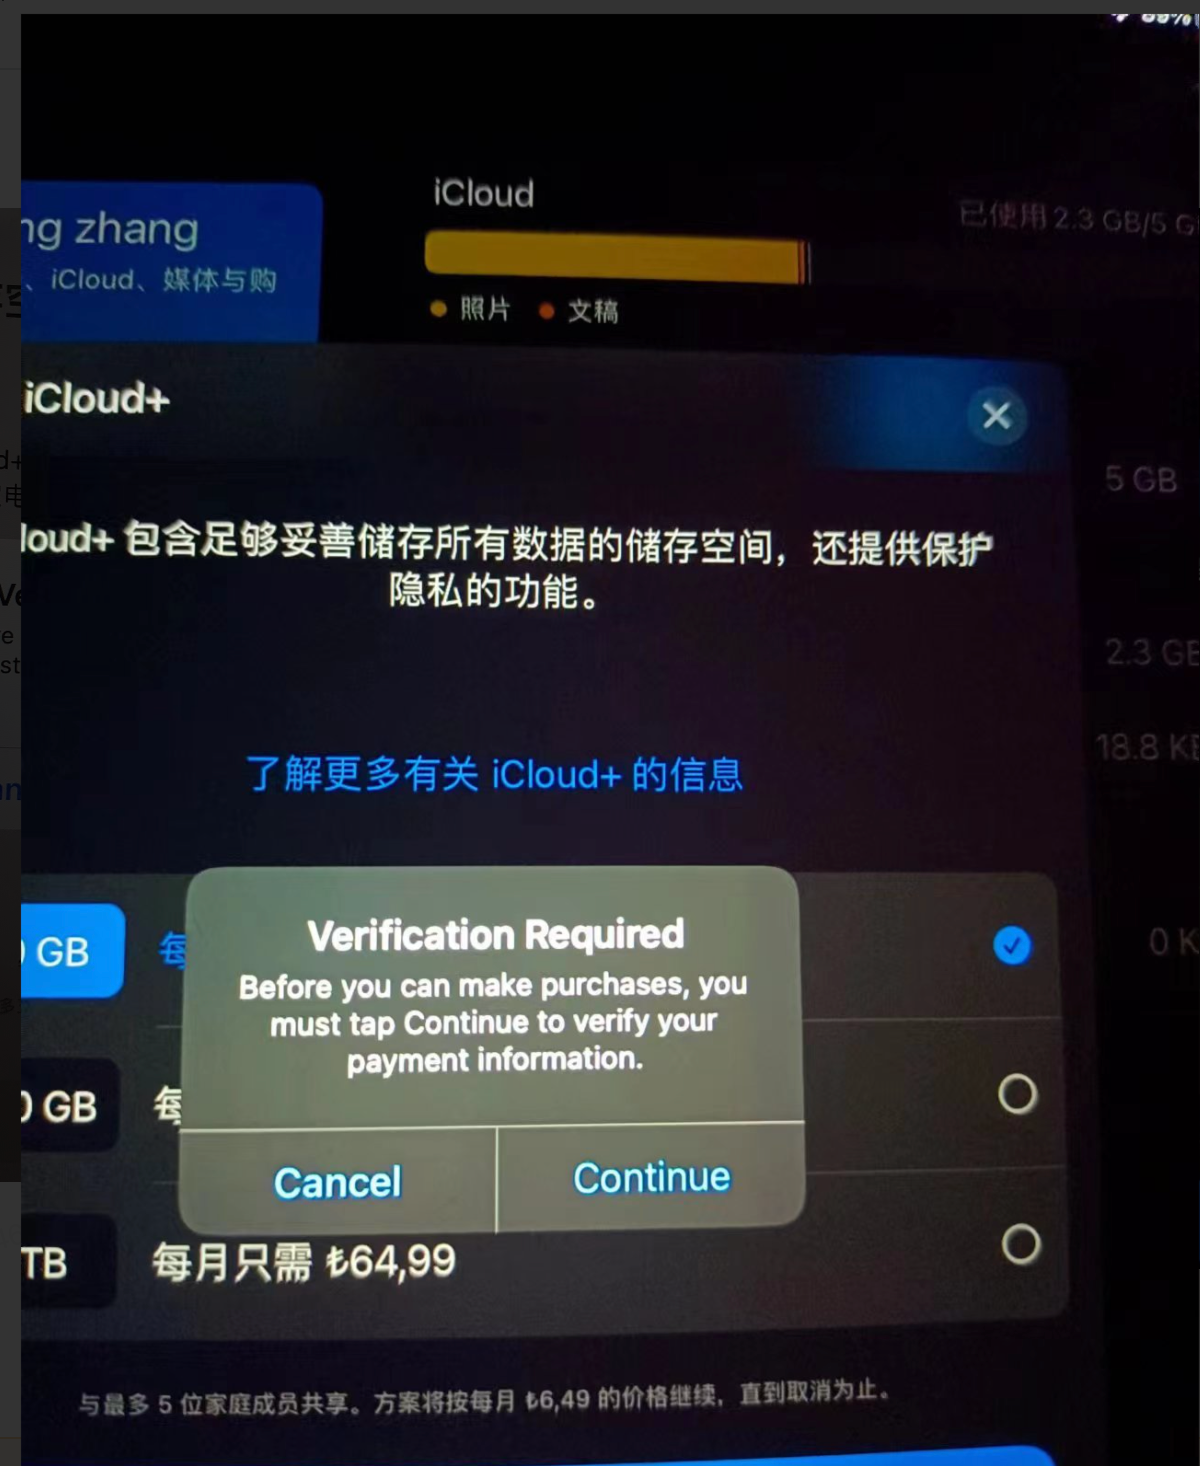 89%
iCloud
已使用 2.3 GB/5 G
ng zhang
、iCloud、媒体与购
照片 文稿
iCloud+
5 GB
loud+ 包含足够妥善储存所有数据的储存空间，还提供保护
隐私的功能。
2.3 GB
18.8 KB
了解更多有关 iCloud+ 的信息
GB 每
Verification Required
Before you can make purchases, you
must tap Continue to verify your
payment information.
0 K
0 GB 每
Cancel Continue
TB 每月只需 ₺64,99
与最多 5 位家庭成员共享。方案将按每月 ₺6,49 的价格继续，直到取消为止。